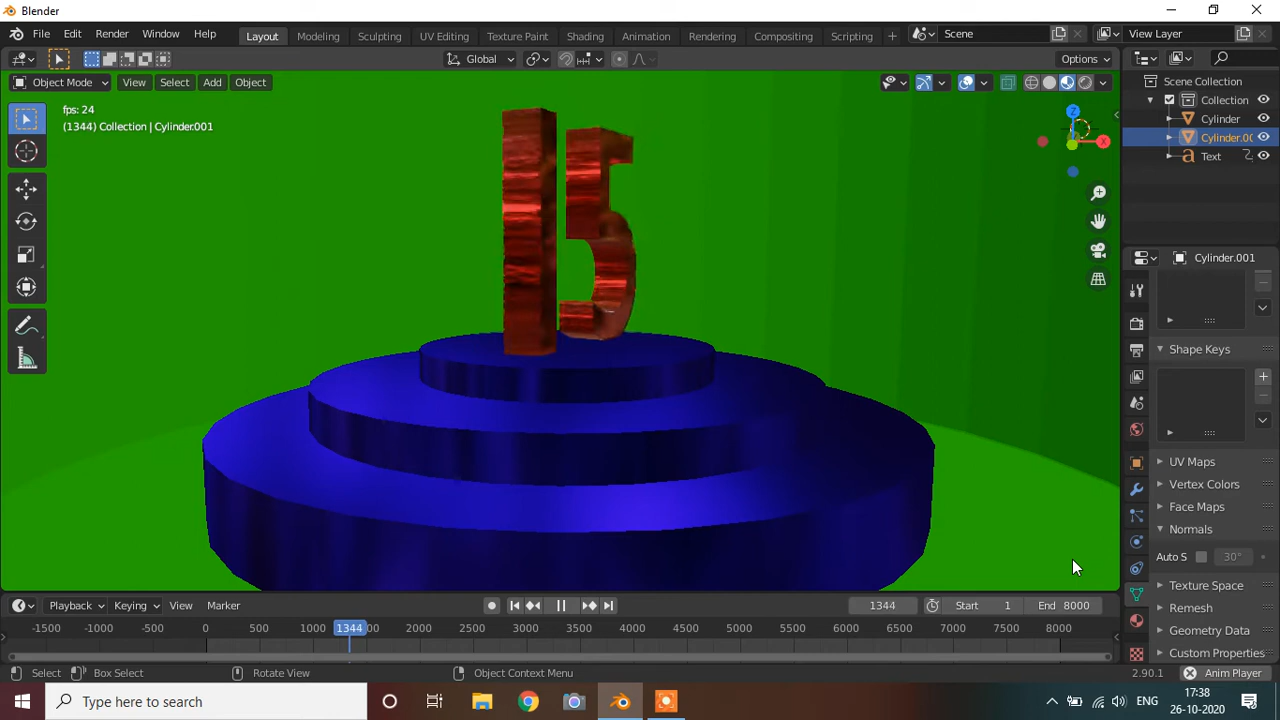 Blender
File Edit Render Window Help Layout Modeling Sculpting UV Editing Texture Paint Shading Animation Rendering Compositing Scripting + Scene View Layer
Global Options
Object Mode View Select Add Object
fps: 24
(1344) Collection | Cylinder.001
Z
X
15
Scene Collection
Collection
Cylinder
Cylinder.00
Text
Cylinder.001
Shape Keys
UV Maps
Vertex Colors
Face Maps
Normals
Auto S 30°
Texture Space
Remesh
Geometry Data
Custom Properties
Playback Keying View Marker 1344 Start 1 End 8000
-1500 -1000 -500 0 500 1000 1344 00 2000 2500 3000 3500 4000 4500 5000 5500 6000 6500 7000 7500 8000
Select Box Select Rotate View Object Context Menu 2.90.1 Anim Player
Type here to search
ENG
17:38
26-10-2020